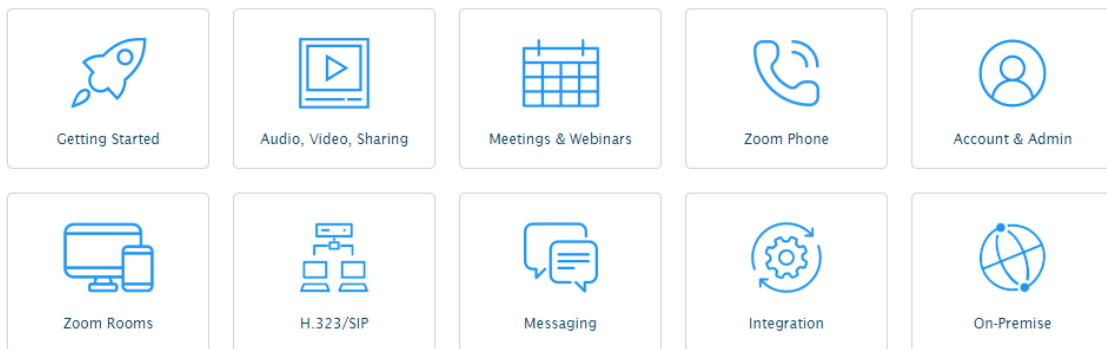 Getting Started
Audio, Video, Sharing
Meetings & Webinars
Zoom Phone
Account & Admin
Zoom Rooms
H.323/SIP
Messaging
Integration
On-Premise